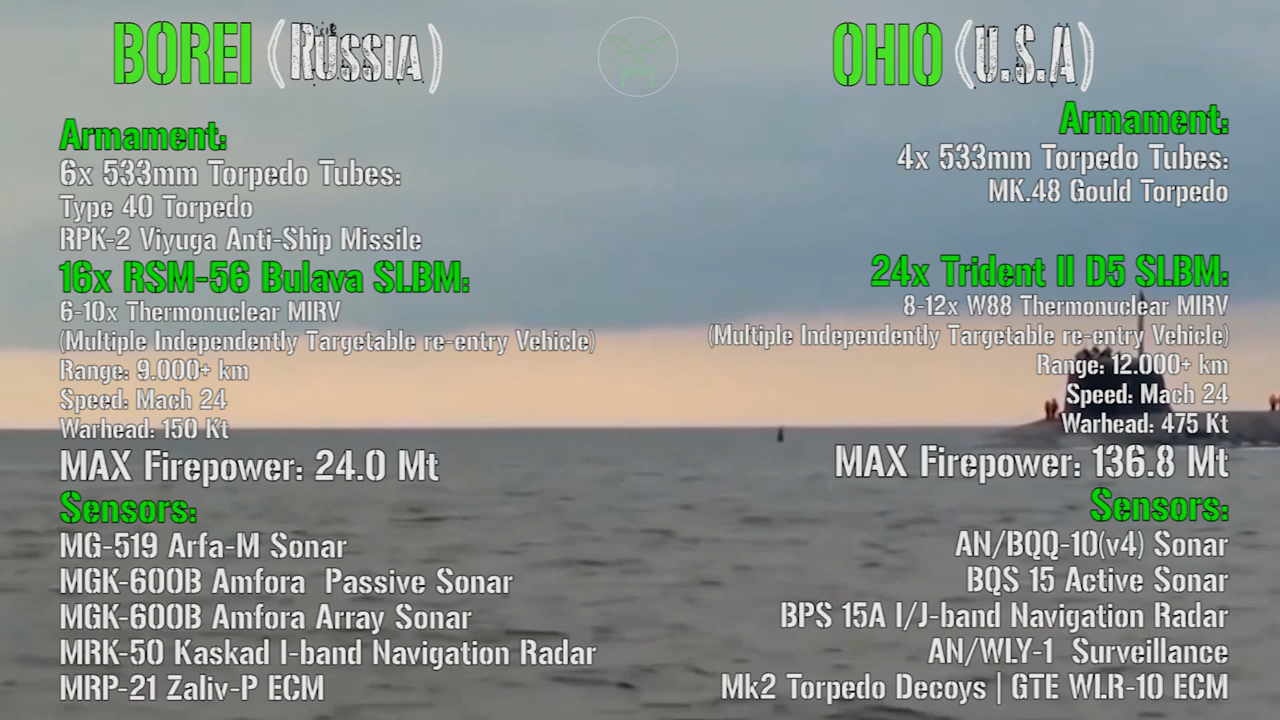 BOREI (RUSSIA)
Armament:
6x 533mm Torpedo Tubes:
Type 40 Torpedo
RPK-2 Viyuga Anti-Ship Missile
16x RSM-56 Bulava SLBM:
6-10x Thermonuclear MIRV
(Multiple Independently Targetable re-entry Vehicle)
Range: 9.000+ km
Speed: Mach 24
Warhead: 150 Kt
MAX Firepower: 24.0 Mt
Sensors:
MG-519 Arfa-M Sonar
MGK-600B Amfora Passive Sonar
MGK-600B Amfora Array Sonar
MRK-50 Kaskad I-band Navigation Radar
MRP-21 Zaliv-P ECM
OHIO (U.S.A)
Armament:
4x 533mm Torpedo Tubes:
MK.48 Gould Torpedo
24x Trident II D5 SLBM:
8-12x W88 Thermonuclear MIRV
(Multiple Independently Targetable re-entry Vehicle)
Range: 12.000+ km
Speed: Mach 24
Warhead: 475 Kt
MAX Firepower: 136.8 Mt
Sensors:
AN/BQQ-10(v4) Sonar
BQS 15 Active Sonar
BPS 15A I/J-band Navigation Radar
AN/WLY-1 Surveillance
Mk2 Torpedo Decoys | GTE WLR-10 ECM